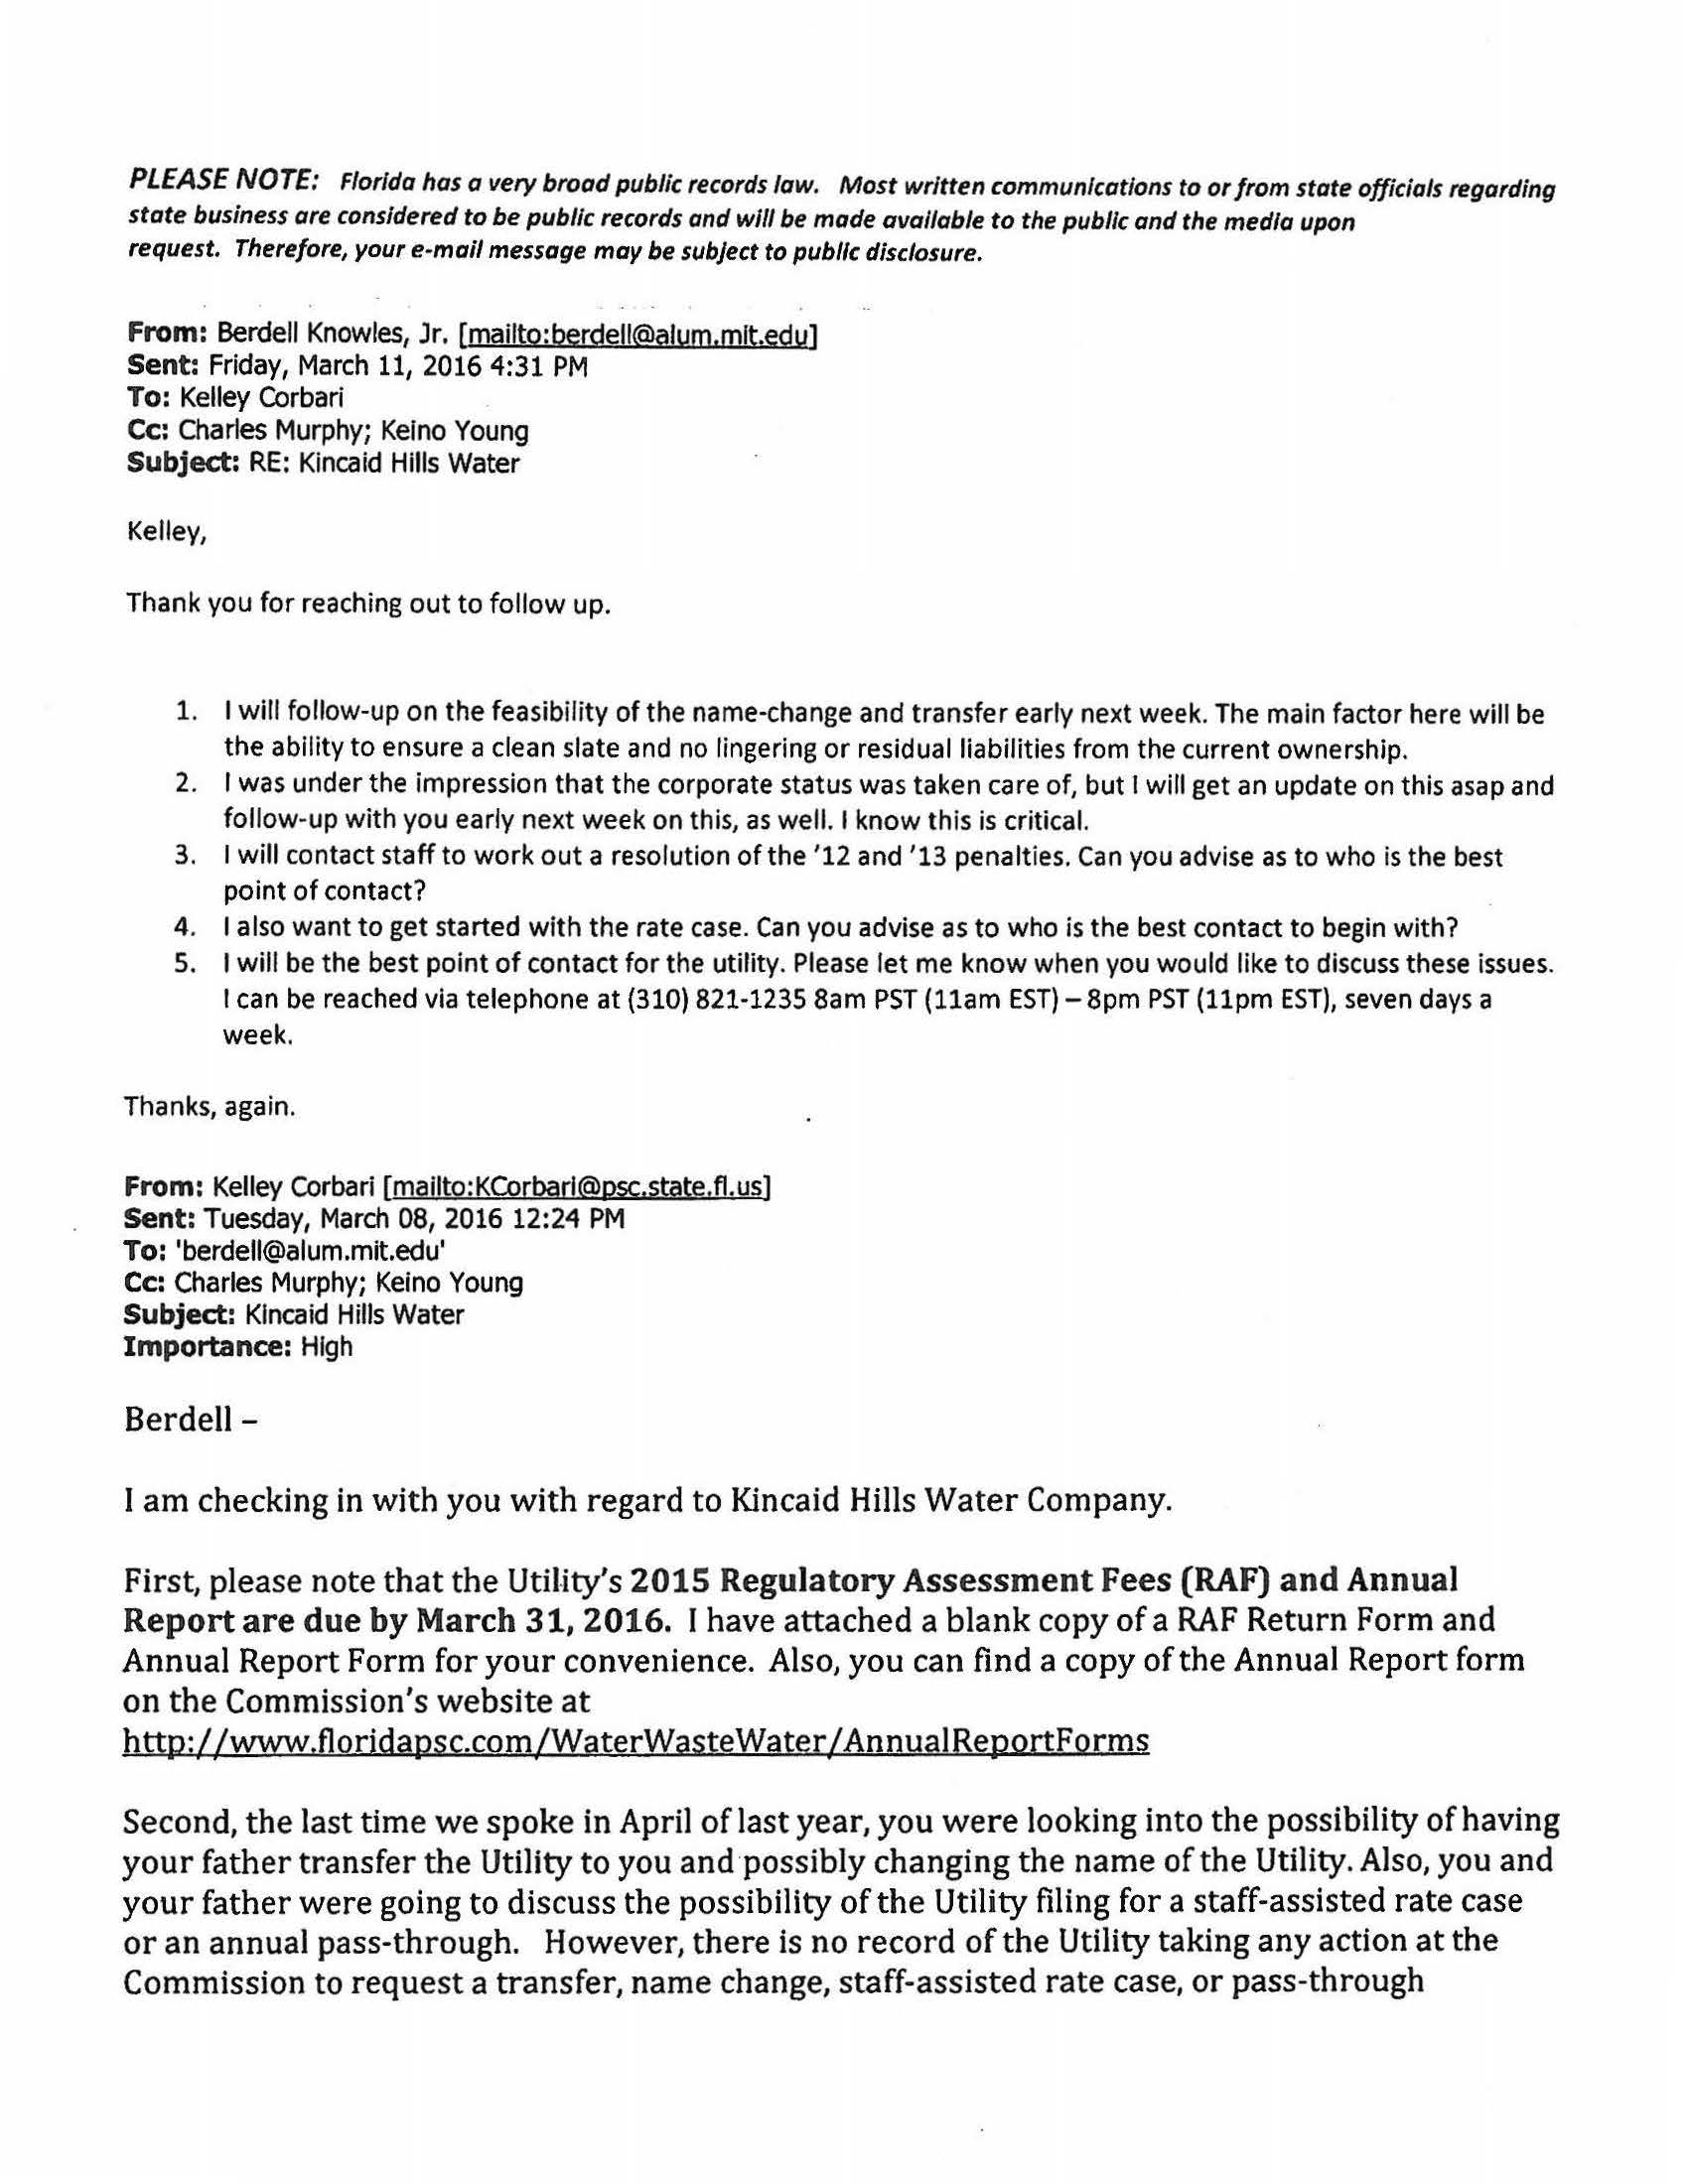 PLEASE NOTE: Florida has a very broad public records law. Most written communications to or from state officials regarding
state business are considered to be public records and will be made available to the public and the media upon
request. Therefore, your e-mail message may be subject to public disclosure.
From: Berdell Knowles, Jr. [mailto:berdell@alum.mit.edu]
Sent: Friday, March 11, 2016 4:31 PM
To: Kelley Corbari
Cc: Charles Murphy; Keino Young
Subject: RE: Kincaid Hills Water
Kelley,
Thank you for reaching out to follow up.
1. I will follow-up on the feasibility of the name-change and transfer early next week. The main factor here will be
the ability to ensure a clean slate and no lingering or residual liabilities from the current ownership.
2. I was under the impression that the corporate status was taken care of, but I will get an update on this asap and
follow-up with you early next week on this, as well. I know this is critical.
3. I will contact staff to work out a resolution of the '12 and '13 penalties. Can you advise as to who is the best
point of contact?
4. I also want to get started with the rate case. Can you advise as to who is the best contact to begin with?
5. I will be the best point of contact for the utility. Please let me know when you would like to discuss these issues.
I can be reached via telephone at (310) 821-1235 8am PST (11am EST) – 8pm PST (11pm EST), seven days a
week.
Thanks, again.
From: Kelley Corbari [mailto:KCorbari@psc.state.fl.us]
Sent: Tuesday, March 08, 2016 12:24 PM
To: 'berdell@alum.mit.edu'
Cc: Charles Murphy; Keino Young
Subject: Kincaid Hills Water
Importance: High
Berdell –
I am checking in with you with regard to Kincaid Hills Water Company.
First, please note that the Utility's 2015 Regulatory Assessment Fees (RAF) and Annual
Report are due by March 31, 2016. I have attached a blank copy of a RAF Return Form and
Annual Report Form for your convenience. Also, you can find a copy of the Annual Report form
on the Commission's website at
http://www.floridapsc.com/WaterWasteWater/AnnualReportForms
Second, the last time we spoke in April of last year, you were looking into the possibility of having
your father transfer the Utility to you and possibly changing the name of the Utility. Also, you and
your father were going to discuss the possibility of the Utility filing for a staff-assisted rate case
or an annual pass-through. However, there is no record of the Utility taking any action at the
Commission to request a transfer, name change, staff-assisted rate case, or pass-through